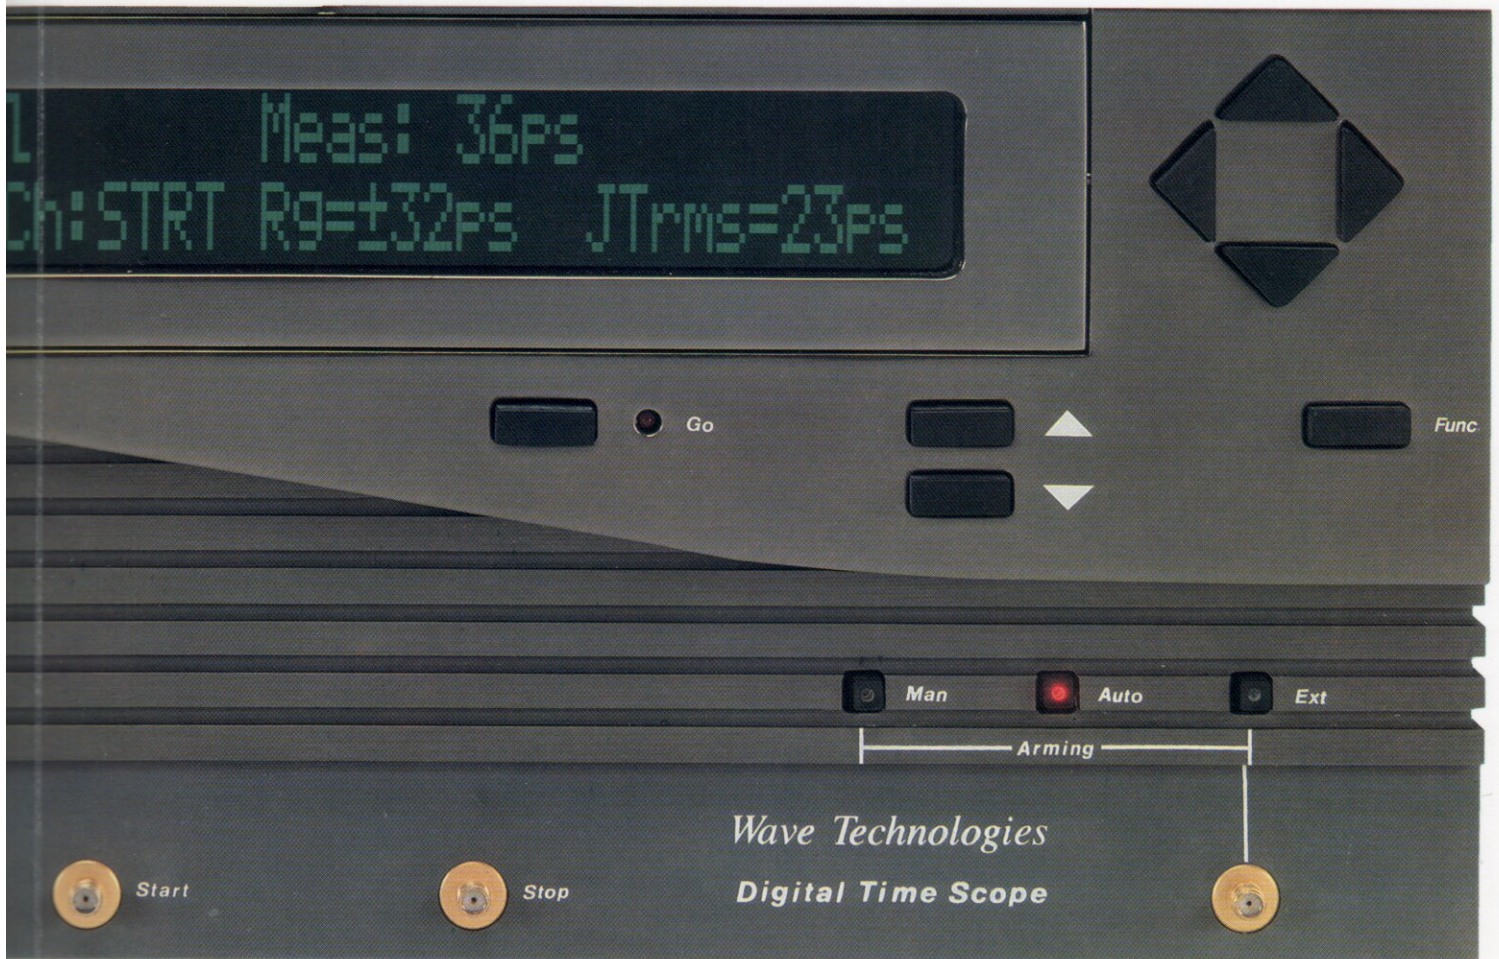 Meas: 36ps
Ch:STRT Rg=±32ps JTrms=23ps
Go
Func
Man
Auto
Ext
Arming
Wave Technologies
Digital Time Scope
Start
Stop